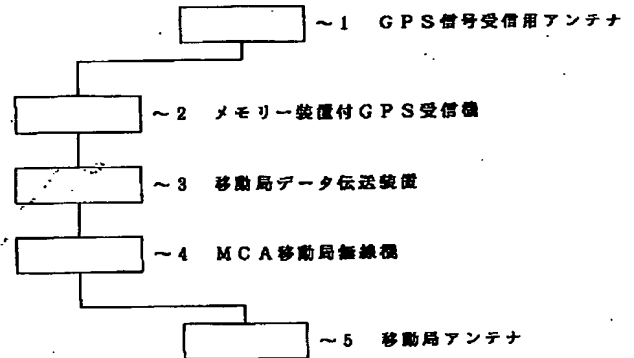 ~1 GPS信号受信用アンテナ
~2 メモリー装置付GPS受信機
~3 移動局データ伝送装置
~4 MCA移動局無線機
~5 移動局アンテナ